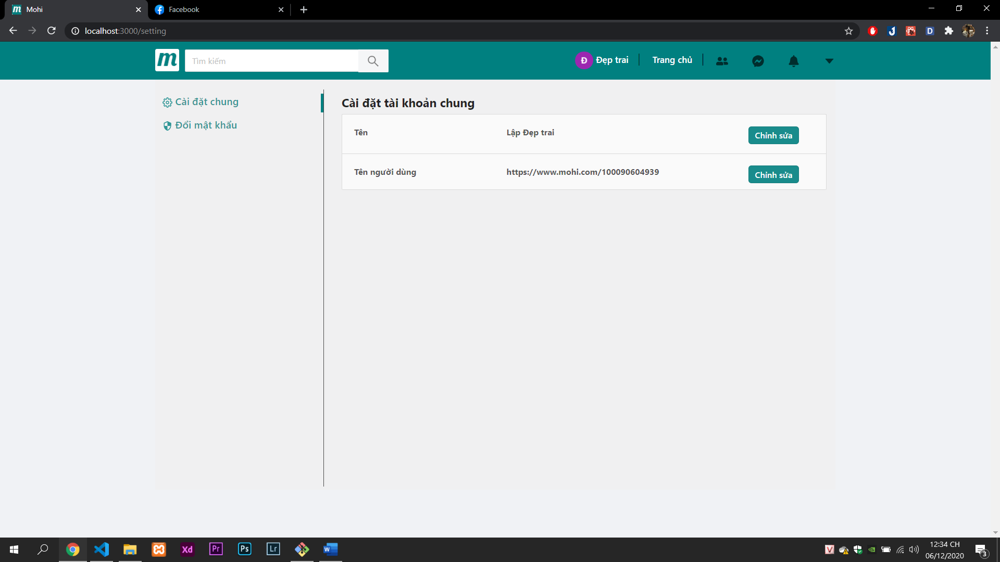 Mohi
Facebook
localhost:3000/setting
m
Tìm kiếm
Đ
Đẹp trai
Trang chủ
Cài đặt chung
Đổi mật khẩu
Cài đặt tài khoản chung
Tên
Lập Đẹp trai
Chỉnh sửa
Tên người dùng
https://www.mohi.com/100090604939
Chỉnh sửa
Xd
Pr
Ps
Lr
W
V
12:34 CH
06/12/2020
3